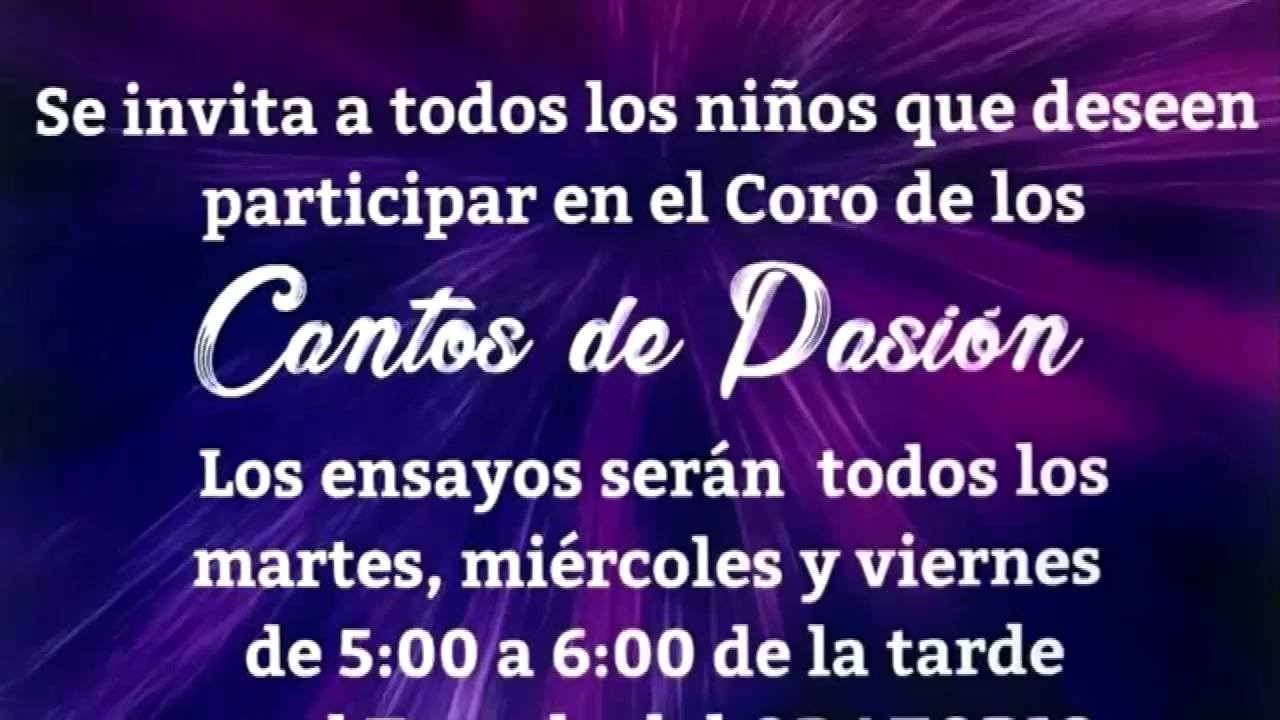 Se invita a todos los niños que deseen
participar en el Coro de los
Cantos de Pasión
Los ensayos serán todos los
martes, miércoles y viernes
de 5:00 a 6:00 de la tarde